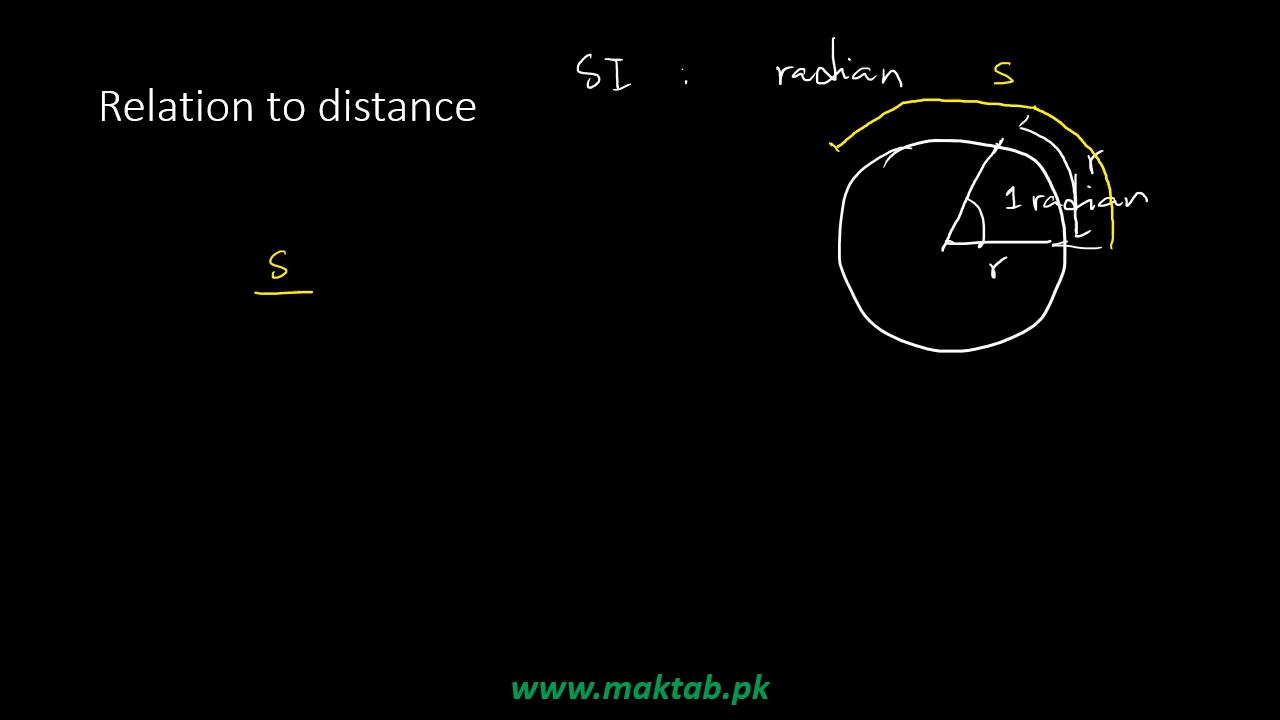 SI : radian
Relation to distance
S
r
1 radian
r
S
www.maktab.pk